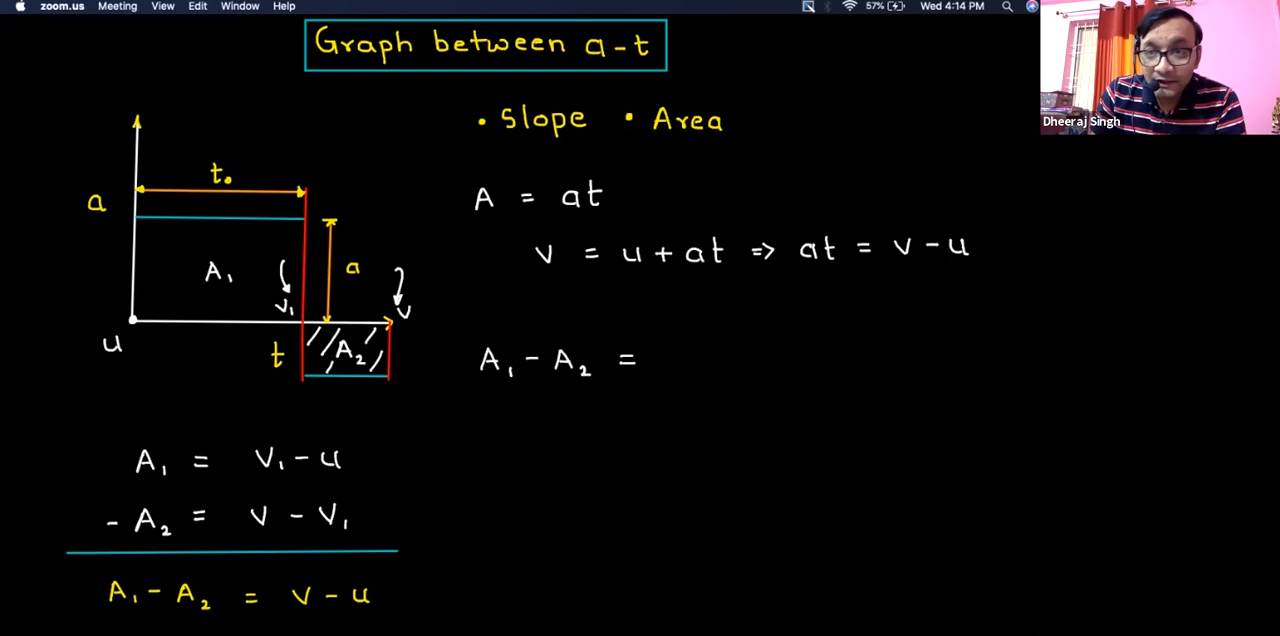 zoom.us Meeting View Edit Window Help 57% Wed 4:14 PM
Graph between a-t
Dheeraj Singh
• Slope • Area
t₀
a
A = at
v = u + at => at = v - u
a
A₁
v₁
v
u
t
A₂
A₁ - A₂ =
A₁ = v₁ - u
- A₂ = v - v₁
A₁ - A₂ = v - u